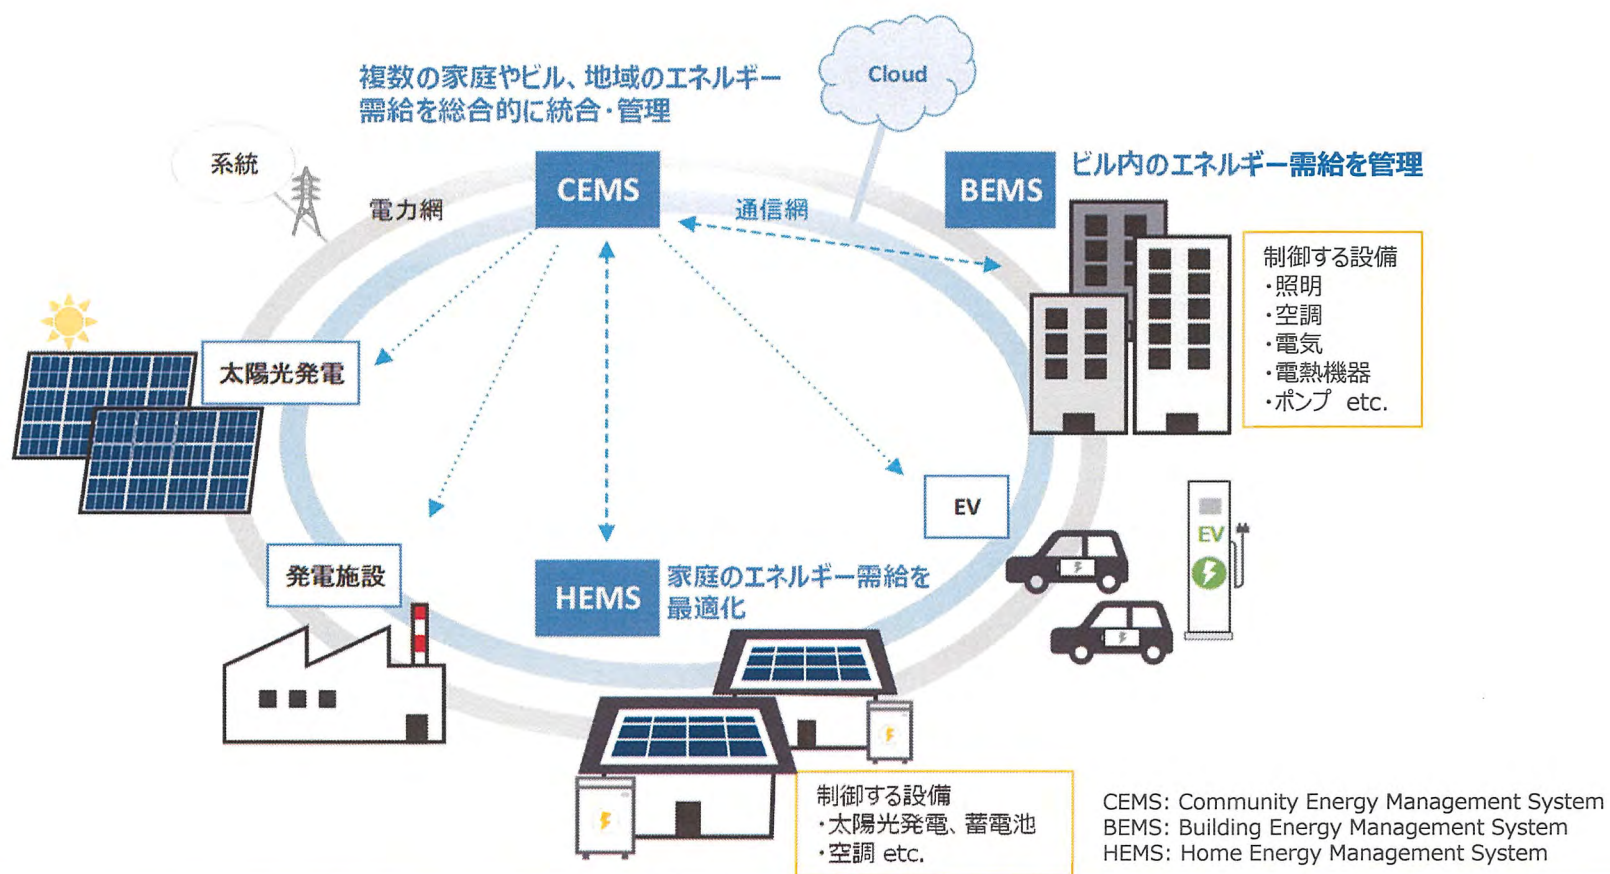 複数の家庭やビル、地域のエネルギー
需給を総合的に統合・管理
Cloud
系統
電力網
CEMS
通信網
BEMS
ビル内のエネルギー需給を管理
制御する設備
・照明
・空調
・電気
・電熱機器
・ポンプ etc.
太陽光発電
EV
EV
発電施設
HEMS
家庭のエネルギー需給を
最適化
制御する設備
・太陽光発電、蓄電池
・空調 etc.
CEMS: Community Energy Management System
BEMS: Building Energy Management System
HEMS: Home Energy Management System